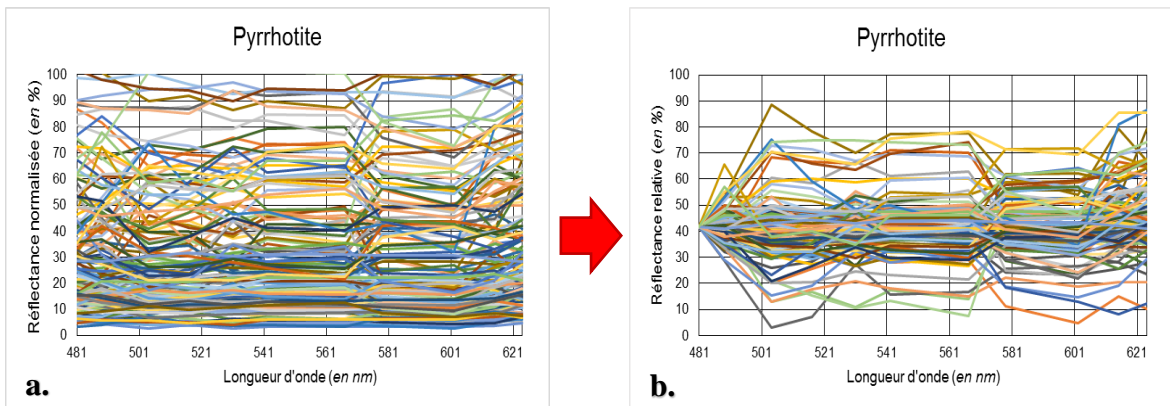 Pyrrhotite
Réflectance normalisée (en %)
100
90
80
70
60
50
40
30
20
10
0
481 501 521 541 561 581 601 621
Longueur d'onde (en nm)
a.
Pyrrhotite
Réflectance relative (en %)
100
90
80
70
60
50
40
30
20
10
0
481 501 521 541 561 581 601 621
Longueur d'onde (en nm)
b.